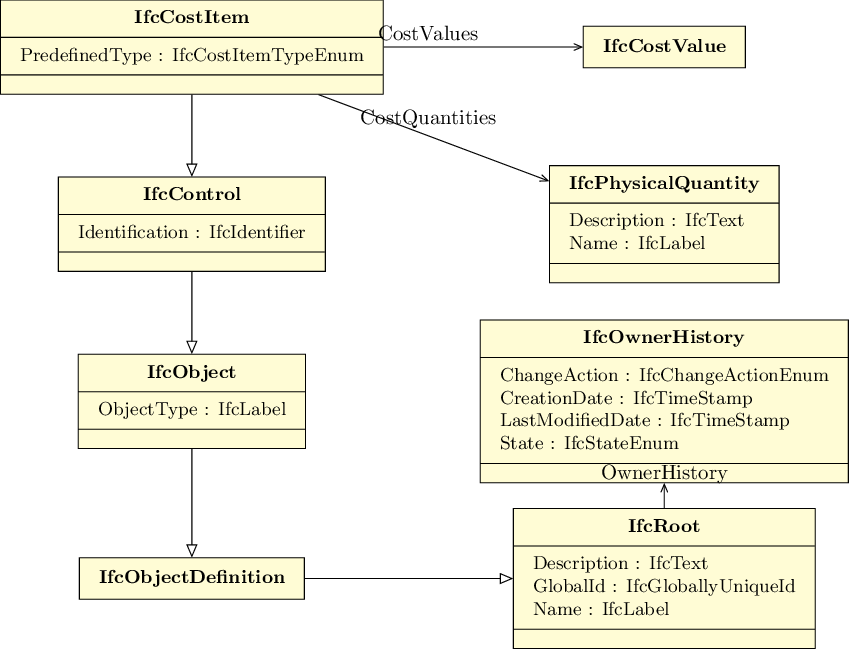 IfcCostItem
PredefinedType : IfcCostItemTypeEnum
CostValues
IfcCostValue
CostQuantities
IfcControl
Identification : IfcIdentifier
IfcPhysicalQuantity
Description : IfcText
Name : IfcLabel
IfcObject
ObjectType : IfcLabel
IfcOwnerHistory
ChangeAction : IfcChangeActionEnum
CreationDate : IfcTimeStamp
LastModifiedDate : IfcTimeStamp
State : IfcStateEnum
OwnerHistory
IfcObjectDefinition
IfcRoot
Description : IfcText
GlobalId : IfcGloballyUniqueId
Name : IfcLabel